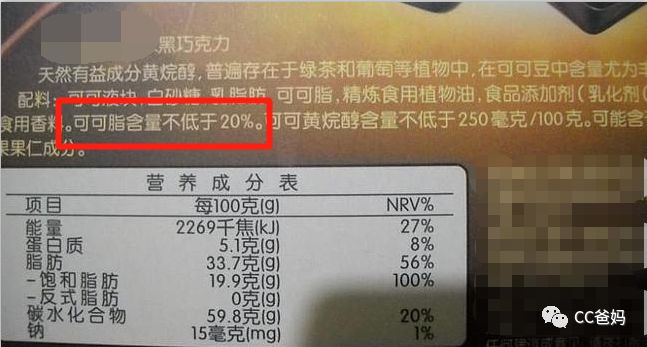 黑巧克力
天然有益成分黄烷醇，普遍存在于绿茶和葡萄等植物中，在可可豆中含量尤为
配料：可可液块，白砂糖，乳脂肪，可可脂，精炼食用植物油，食品添加剂（乳化剂（
食用香料。可可脂含量不低于20%。可可黄烷醇含量不低于250毫克/100克。可能含
果果仁成分。
营养成分表
项目 每100克(g) NRV%
能量 2269千焦(kJ) 27%
蛋白质 5.1克(g) 8%
脂肪 33.7克(g) 56%
-饱和脂肪 19.9克(g) 100%
-反式脂肪 0克(g)
碳水化合物 59.8克(g) 20%
钠 15毫克(mg) 1%
CC爸妈